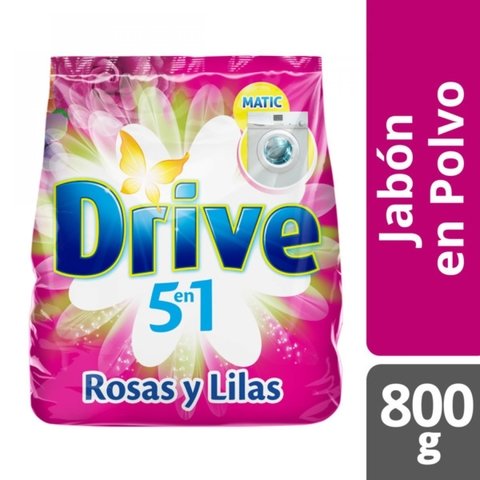 MATIC
Drive
5 en 1
Rosas y Lilas
Jabón
en Polvo
800
g